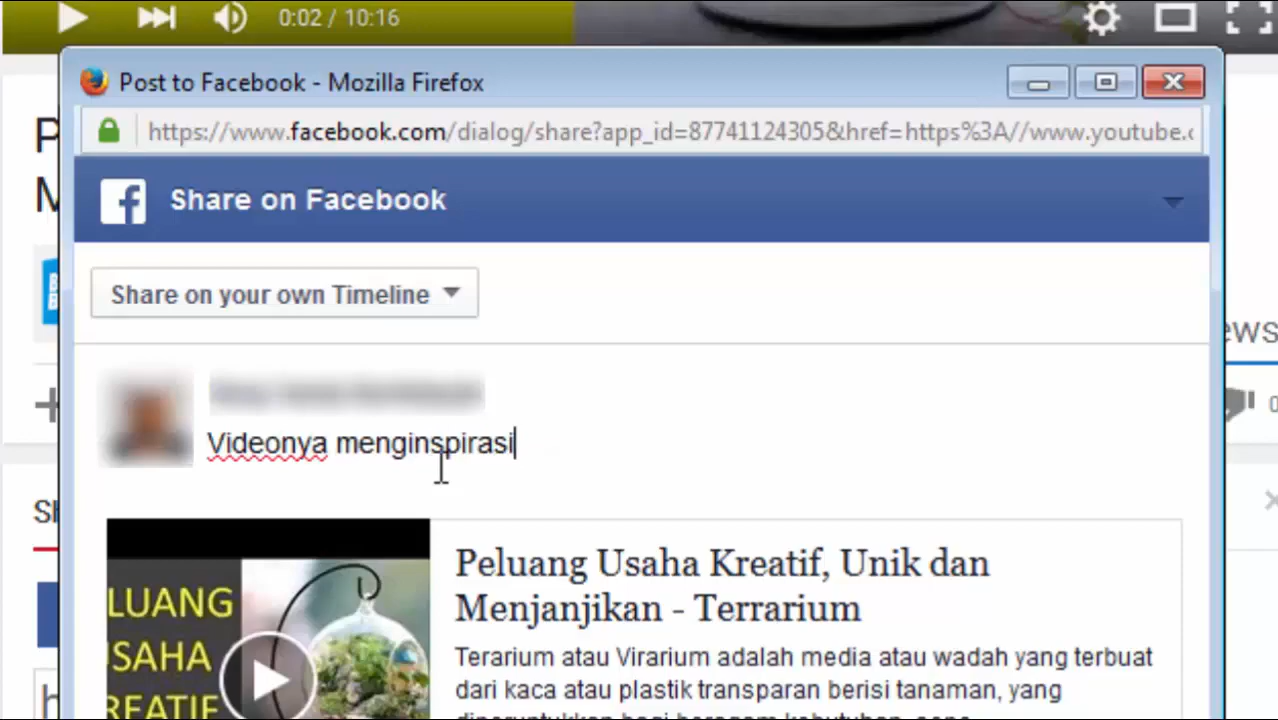 0:02 / 10:16
Post to Facebook - Mozilla Firefox
https://www.facebook.com/dialog/share?app_id=87741124305&href=https%3A//www.youtube.c
P
M
f Share on Facebook
Share on your own Timeline
Videonya menginspirasi
ews
0
Sh
LUANG
SAHA
REATIF
Peluang Usaha Kreatif, Unik dan
Menjanjikan - Terrarium
Terarium atau Virarium adalah media atau wadah yang terbuat
dari kaca atau plastik transparan berisi tanaman, yang
h